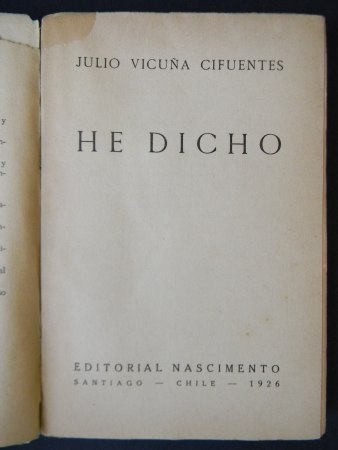 JULIO VICUÑA CIFUENTES
HE DICHO
EDITORIAL NASCIMENTO
SANTIAGO — CHILE — 1926